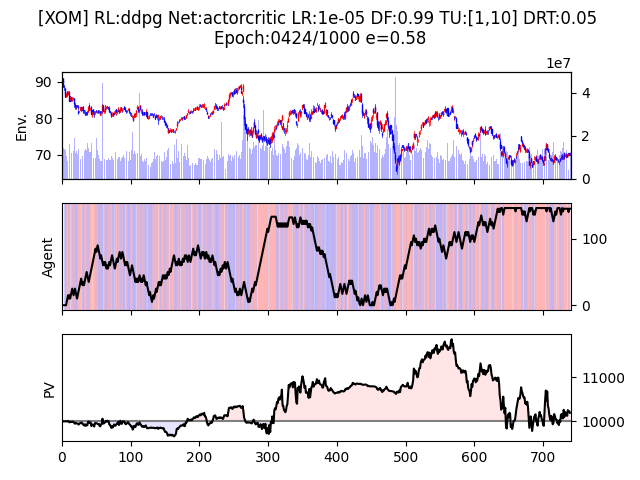 [XOM] RL:ddpg Net:actorcritic LR:1e-05 DF:0.99 TU:[1,10] DRT:0.05
Epoch:0424/1000 e=0.58
1e7
90
80
70
Env.
4
2
0
Agent
100
0
PV
11000
10000
0 100 200 300 400 500 600 700